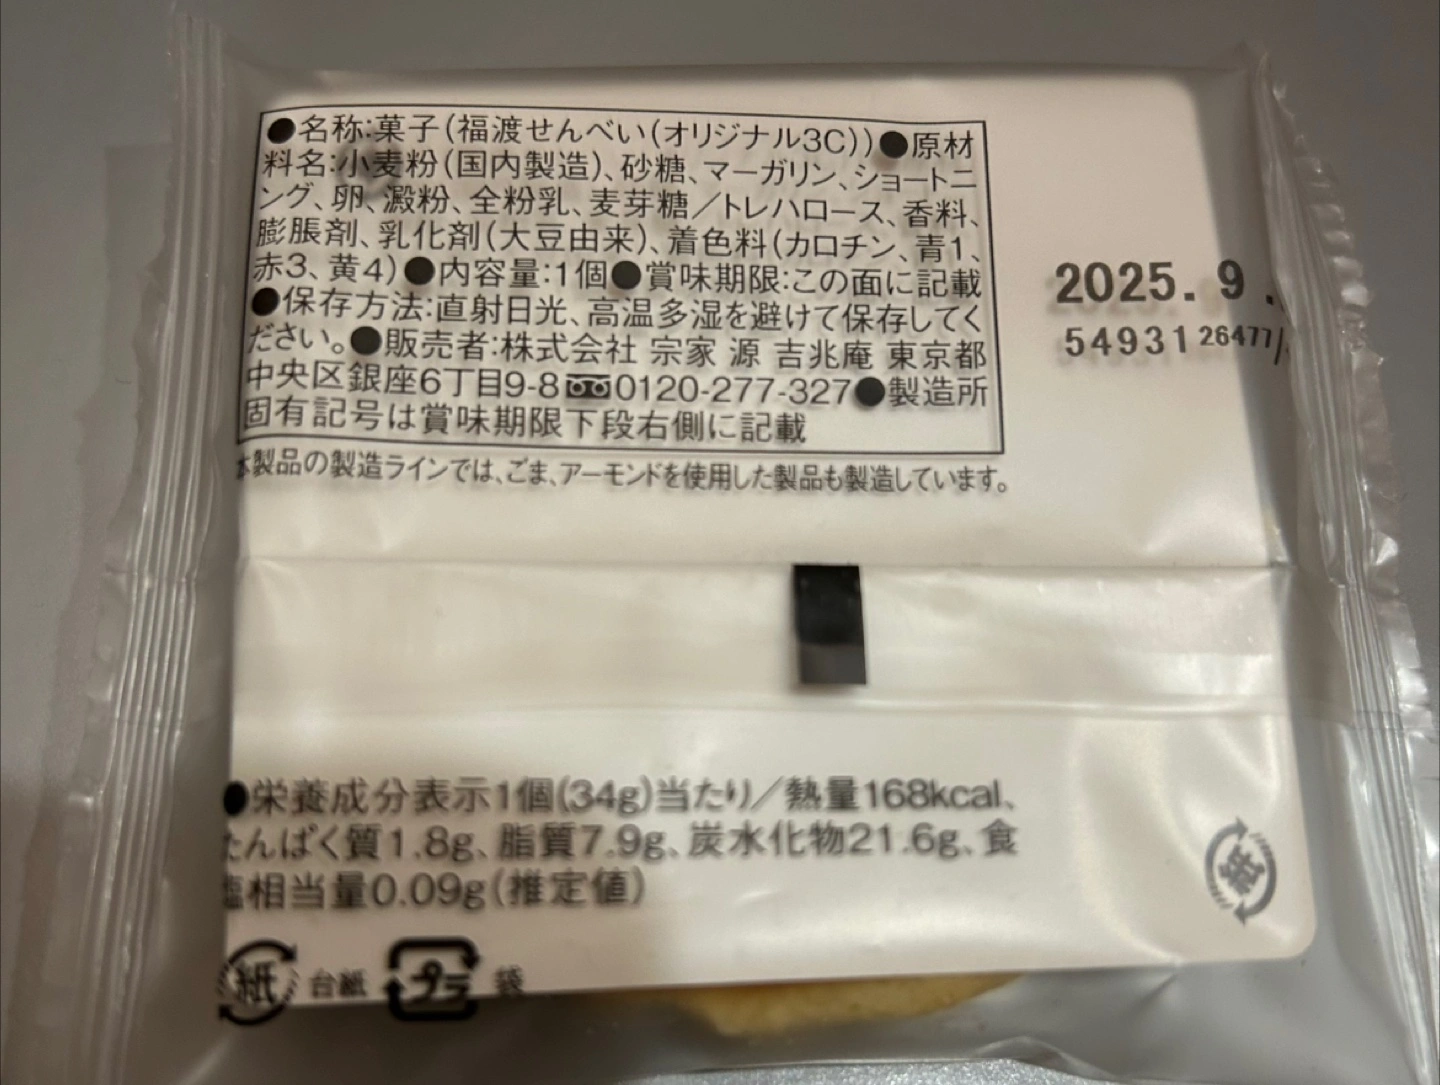 ●名称:菓子(福渡せんべい(オリジナル3C))●原材
料名:小麦粉(国内製造)、砂糖、マーガリン、ショートニ
ング、卵、澱粉、全粉乳、麦芽糖／トレハロース、香料、
膨脹剤、乳化剤(大豆由来)、着色料(カロチン、青1、
赤3、黄4)●内容量:1個●賞味期限:この面に記載
●保存方法:直射日光、高温多湿を避けて保存してく
ださい。●販売者:株式会社 宗家 源 吉兆庵 東京都
中央区銀座6丁目9-8 0120-277-327●製造所
固有記号は賞味期限下段右側に記載
本製品の製造ラインでは、ごま、アーモンドを使用した製品も製造しています。
2025. 9.
54931 26477/
●栄養成分表示1個(34g)当たり／熱量168kcal、
たんぱく質1.8g、脂質7.9g、炭水化物21.6g、食
塩相当量0.09g(推定値)
紙
紙 台紙 プラ 袋